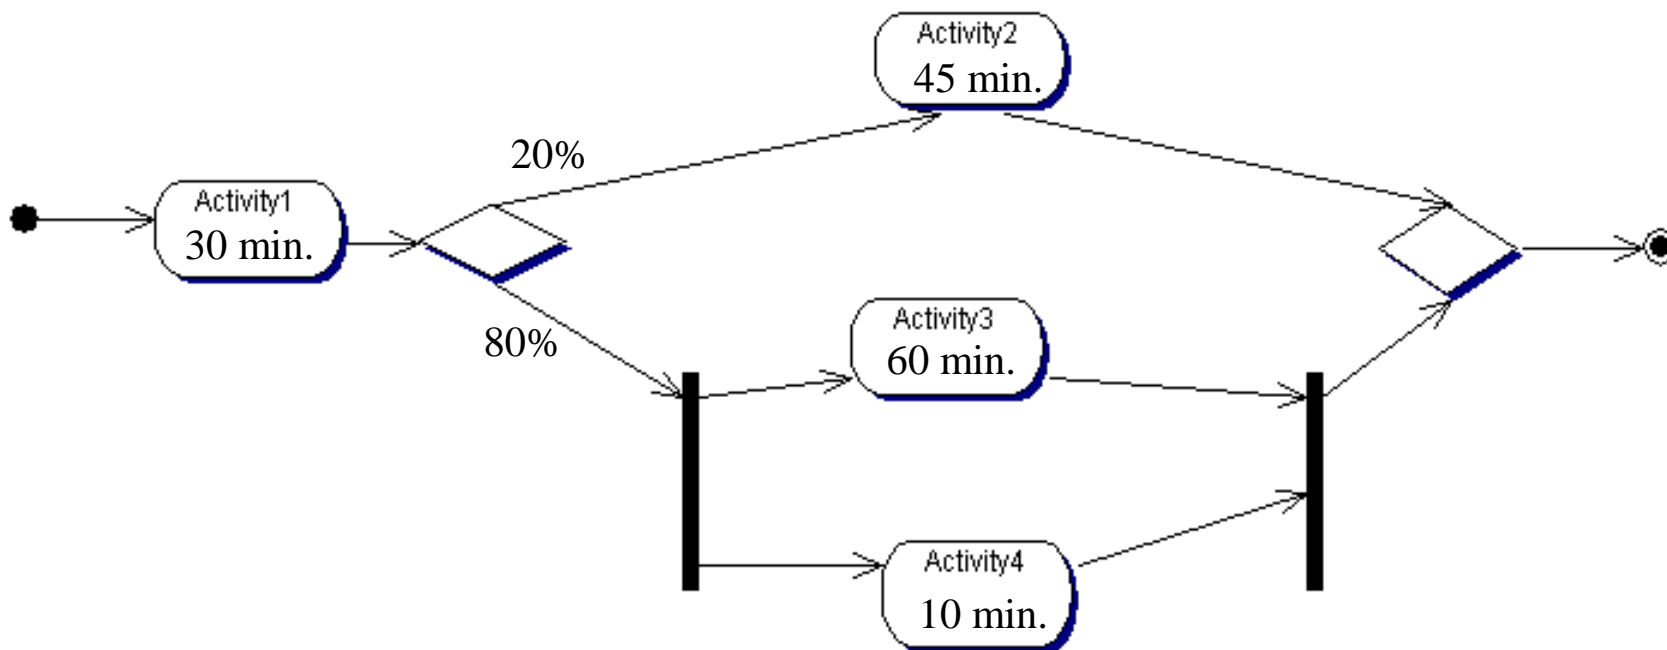 Activity2
45 min.
20%
Activity1
30 min.
80%
Activity3
60 min.
Activity4
10 min.